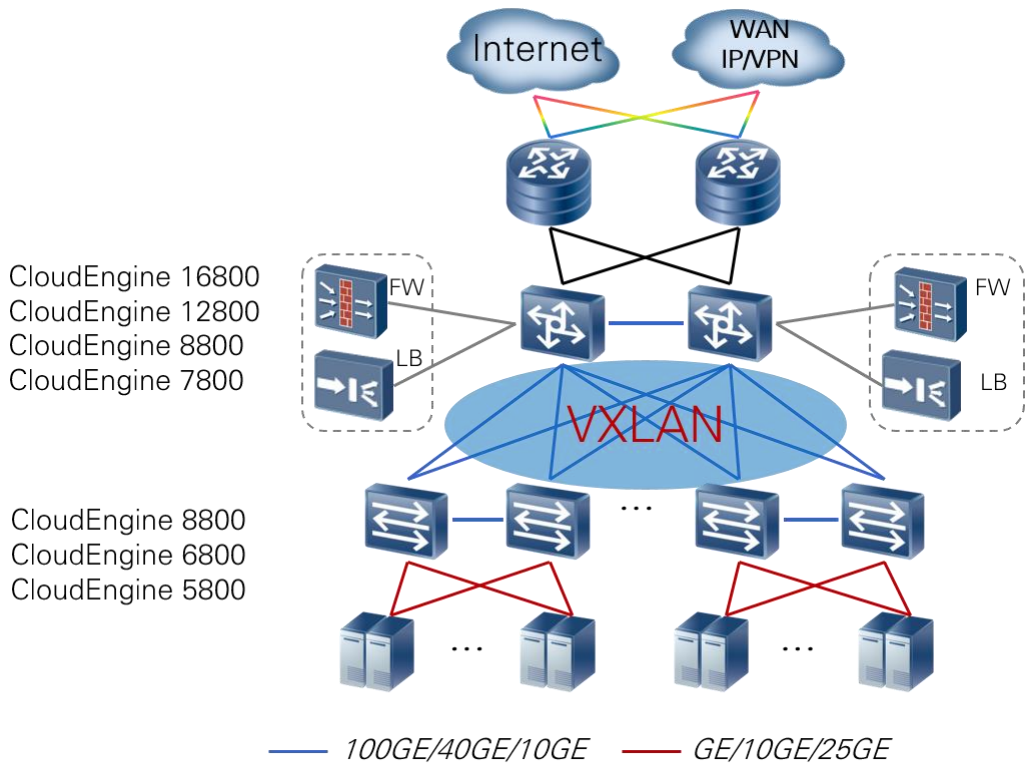 Internet
WAN
IP/VPN
CloudEngine 16800
CloudEngine 12800
CloudEngine 8800
CloudEngine 7800
FW
LB
FW
LB
VXLAN
...
CloudEngine 8800
CloudEngine 6800
CloudEngine 5800
...
...
100GE/40GE/10GE
GE/10GE/25GE